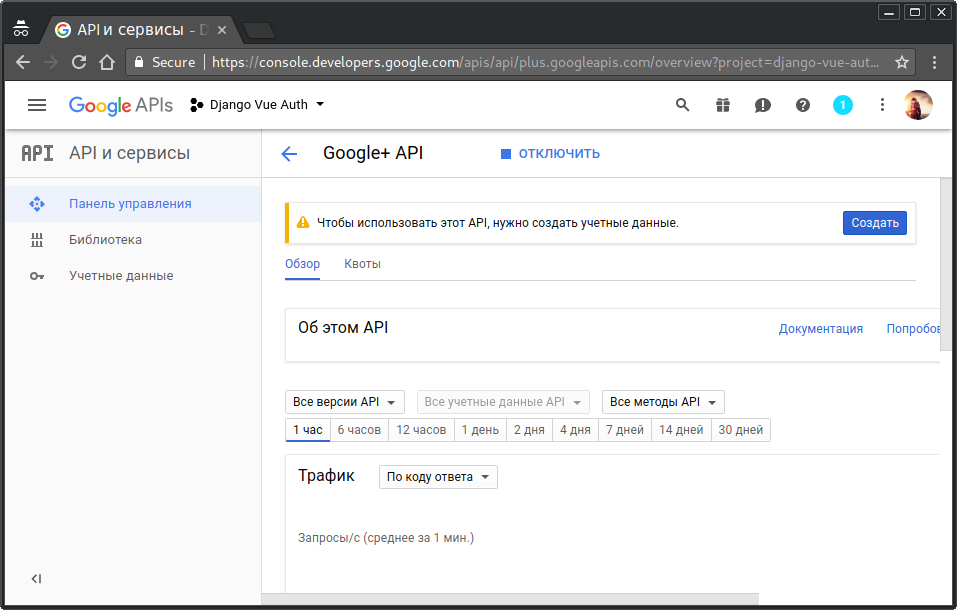 API и сервисы - D
Secure | https://console.developers.google.com/apis/api/plus.googleapis.com/overview?project=django-vue-aut...
Google APIs Django Vue Auth 1
API API и сервисы
Google+ API ОТКЛЮЧИТЬ
Панель управления
Библиотека
Учетные данные
Чтобы использовать этот API, нужно создать учетные данные. Создать
Обзор Квоты
Об этом API Документация Попробов
Все версии API Все учетные данные API Все методы API
1 час 6 часов 12 часов 1 день 2 дня 4 дня 7 дней 14 дней 30 дней
Трафик По коду ответа
Запросы/с (среднее за 1 мин.)